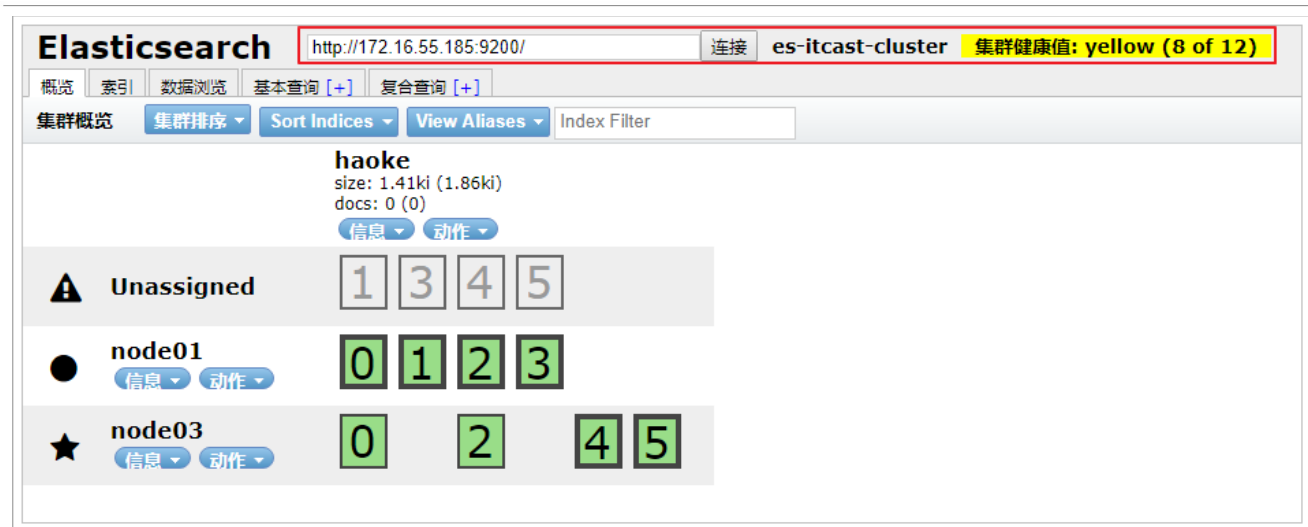 Elasticsearch http://172.16.55.185:9200/ 连接 es-itcast-cluster 集群健康值: yellow (8 of 12)
概览 索引 数据浏览 基本查询 [+] 复合查询 [+]
集群概览 集群排序 Sort Indices View Aliases Index Filter
haoke
size: 1.41ki (1.86ki)
docs: 0 (0)
信息 动作
Unassigned 1 3 4 5
node01 0 1 2 3
信息 动作
node03 0 2 4 5
信息 动作